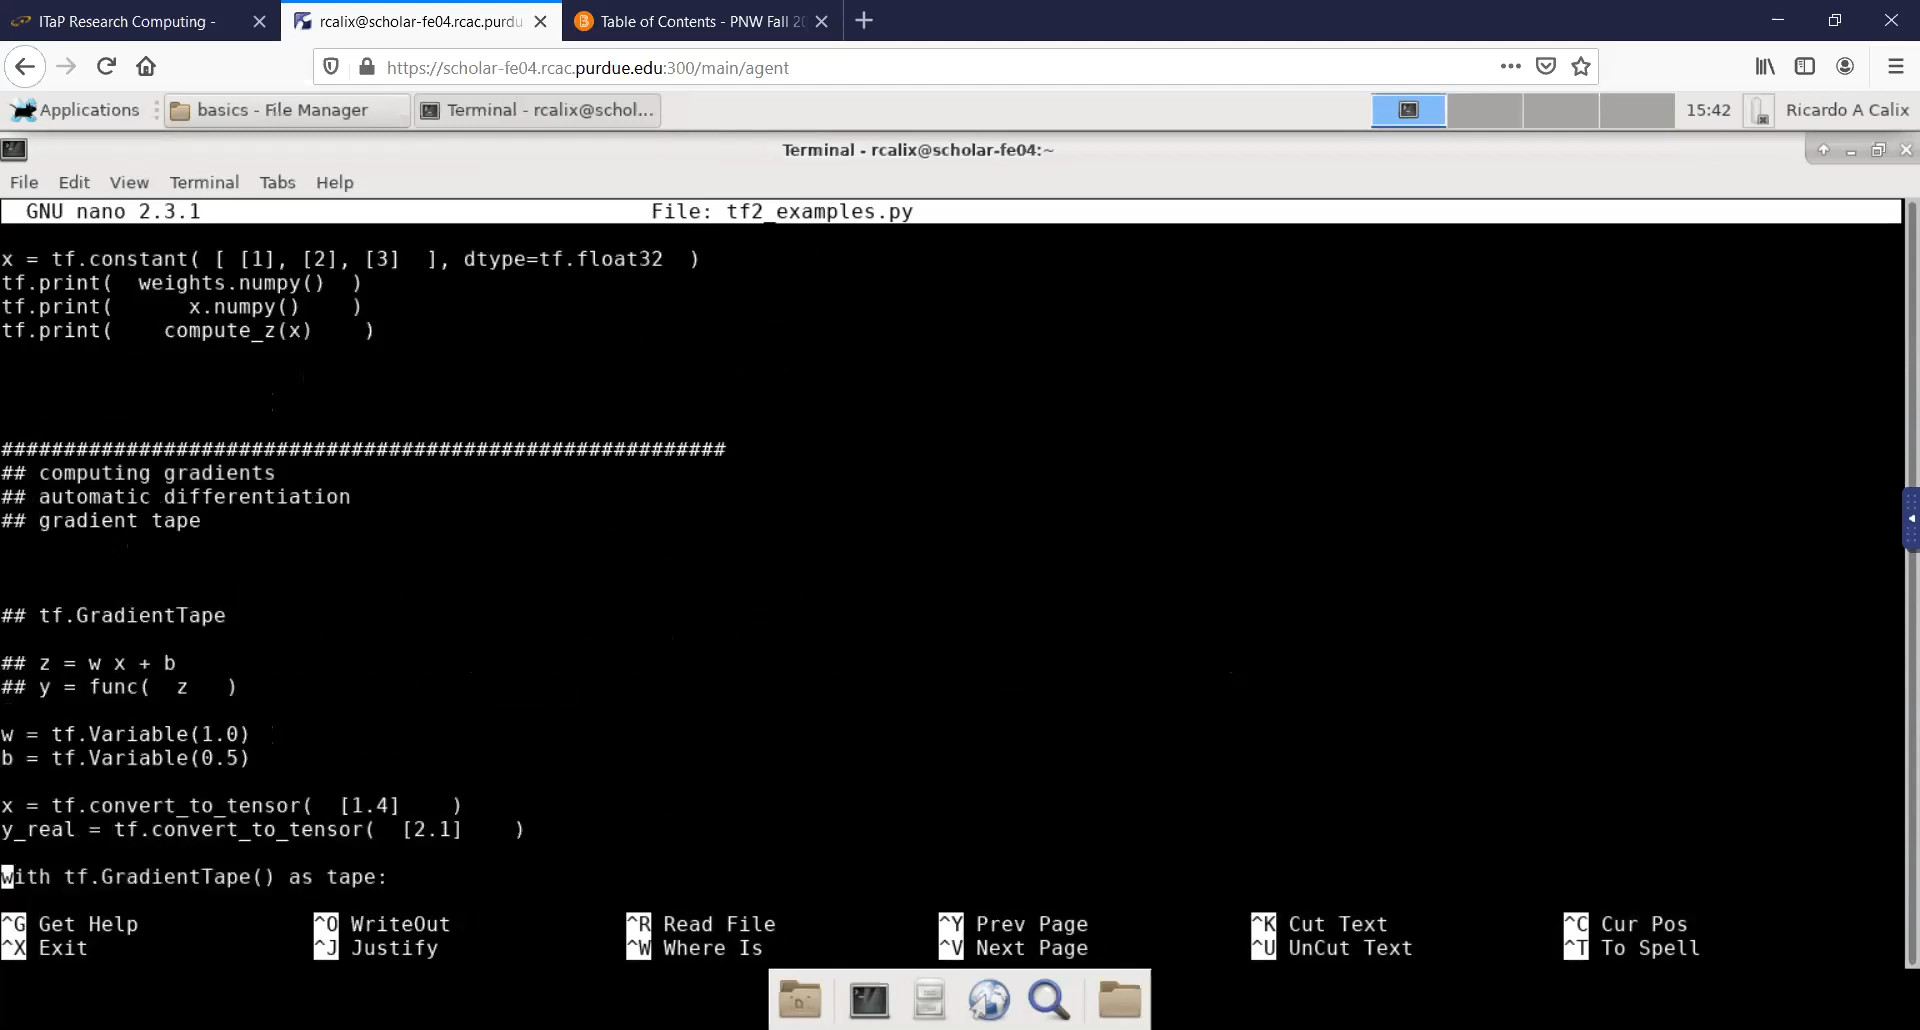 ITaP Research Computing -
rcalix@scholar-fe04.rcac.purdu
Table of Contents - PNW Fall 20
https://scholar-fe04.rcac.purdue.edu:300/main/agent
Applications
basics - File Manager
Terminal - rcalix@schol...
15:42
Ricardo A Calix
Terminal - rcalix@scholar-fe04:~
File Edit View Terminal Tabs Help
GNU nano 2.3.1 File: tf2_examples.py
x = tf.constant( [ [1], [2], [3]  ], dtype=tf.float32  )
tf.print(  weights.numpy()  )
tf.print(      x.numpy()    )
tf.print(    compute_z(x)    )
##########################################################
## computing gradients
## automatic differentiation
## gradient tape
## tf.GradientTape
## z = w x + b
## y = func(  z   )
w = tf.Variable(1.0)
b = tf.Variable(0.5)
x = tf.convert_to_tensor(  [1.4]    )
y_real = tf.convert_to_tensor(  [2.1]    )
with tf.GradientTape() as tape:
^G Get Help ^O WriteOut ^R Read File ^Y Prev Page ^K Cut Text ^C Cur Pos
^X Exit ^J Justify ^W Where Is ^V Next Page ^U UnCut Text ^T To Spell